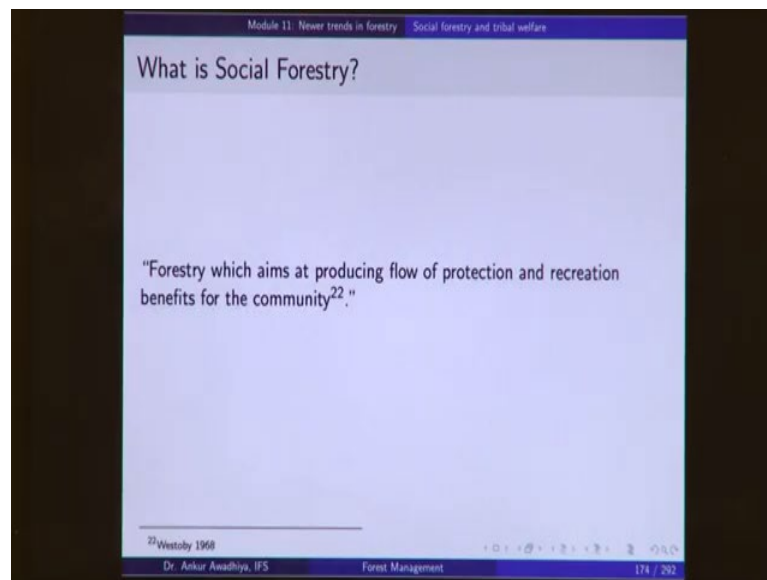 Module 11: Newer trends in forestry Social forestry and tribal welfare
What is Social Forestry?
"Forestry which aims at producing flow of protection and recreation
benefits for the community22."
22Westoby 1968
Dr. Ankur Awadhiya, IFS Forest Management 174 / 292